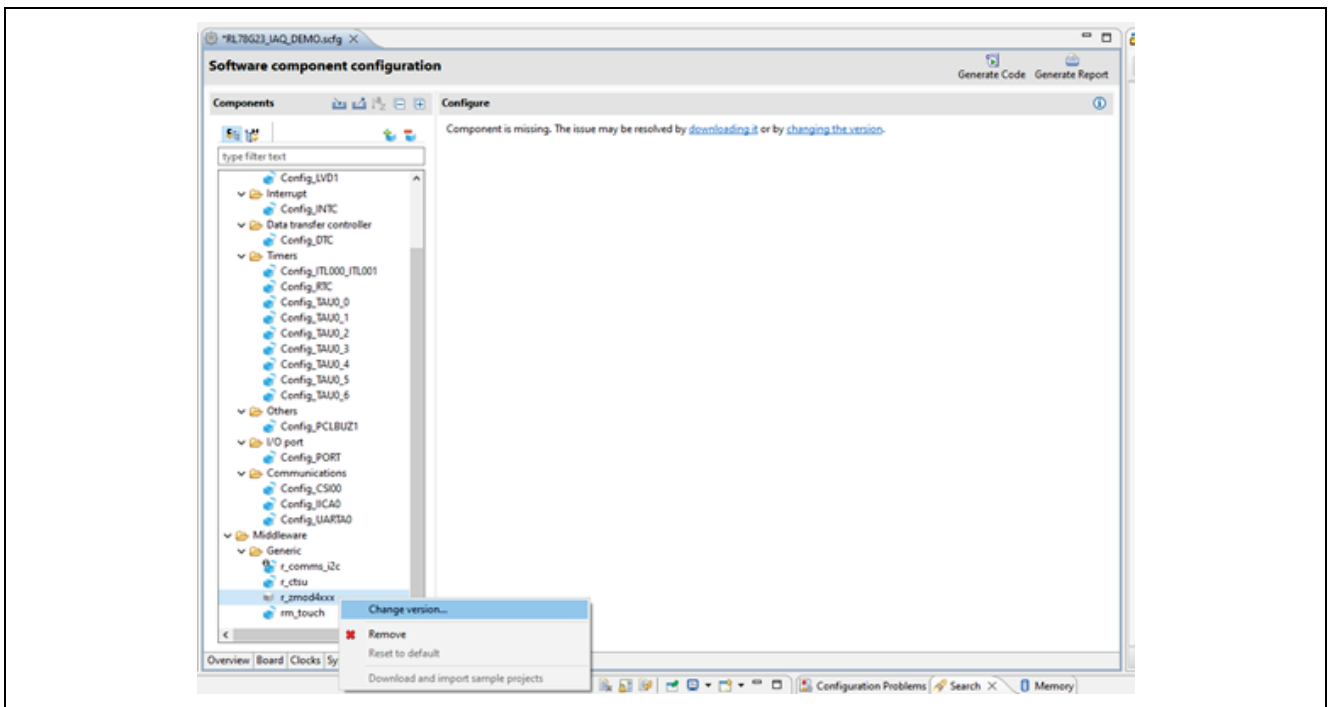 *RL78G23_IAQ_DEMO.scfg
Software component configuration
Generate Code Generate Report
Components
Configure
Component is missing. The issue may be resolved by downloading it or by changing the version.
type filter text
Config_LVD1
Interrupt
Config_INTC
Data transfer controller
Config_DTC
Timers
Config_ITL000_ITL001
Config_RTC
Config_TAU0_0
Config_TAU0_1
Config_TAU0_2
Config_TAU0_3
Config_TAU0_4
Config_TAU0_5
Config_TAU0_6
Others
Config_PCLBUZ1
I/O port
Config_PORT
Communications
Config_CSI00
Config_IICA0
Config_UARTA0
Middleware
Generic
r_comms_i2c
r_ctsu
r_zmod4xxx
rm_touch
Change version...
Remove
Reset to default
Download and import sample projects
Overview Board Clocks Sy
Configuration Problems Search Memory